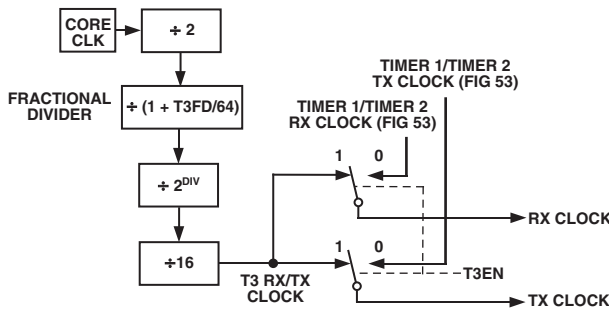 CORE
CLK
÷ 2
TIMER 1/TIMER 2
TX CLOCK (FIG 53)
FRACTIONAL
DIVIDER
÷ (1 + T3FD/64)
TIMER 1/TIMER 2
RX CLOCK (FIG 53)
1 0
÷ 2DIV
RX CLOCK
1 0
÷16
T3 RX/TX
CLOCK
T3EN
TX CLOCK